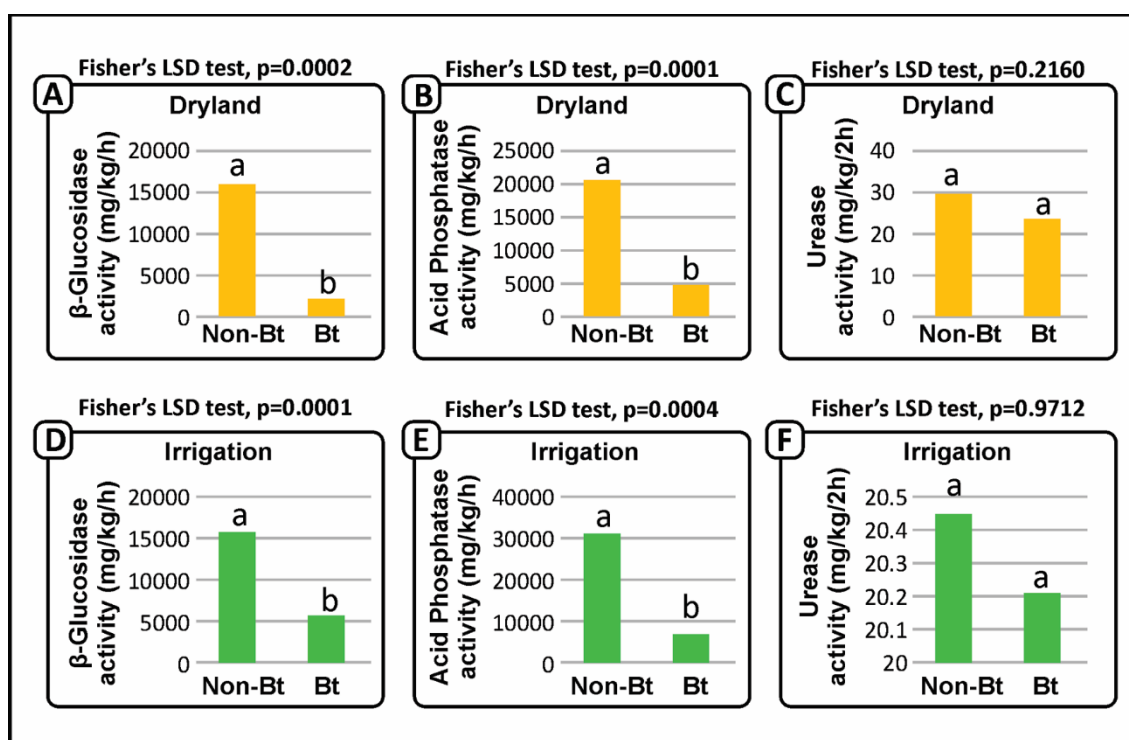 Fisher's LSD test, p=0.0002
A
Dryland
β-Glucosidase
activity (mg/kg/h)
20000
15000
10000
5000
0
a
b
Non-Bt Bt
Fisher's LSD test, p=0.0001
B
Dryland
Acid Phosphatase
activity (mg/kg/h)
25000
20000
15000
10000
5000
0
a
b
Non-Bt Bt
Fisher's LSD test, p=0.2160
C
Dryland
Urease
activity (mg/kg/2h)
40
30
20
10
0
a
a
Non-Bt Bt
Fisher's LSD test, p=0.0001
D
Irrigation
β-Glucosidase
activity (mg/kg/h)
20000
15000
10000
5000
0
a
b
Non-Bt Bt
Fisher's LSD test, p=0.0004
E
Irrigation
Acid Phosphatase
activity (mg/kg/h)
40000
30000
20000
10000
0
a
b
Non-Bt Bt
Fisher's LSD test, p=0.9712
F
Irrigation
Urease
activity (mg/kg/2h)
20.5
20.4
20.3
20.2
20.1
20
a
a
Non-Bt Bt